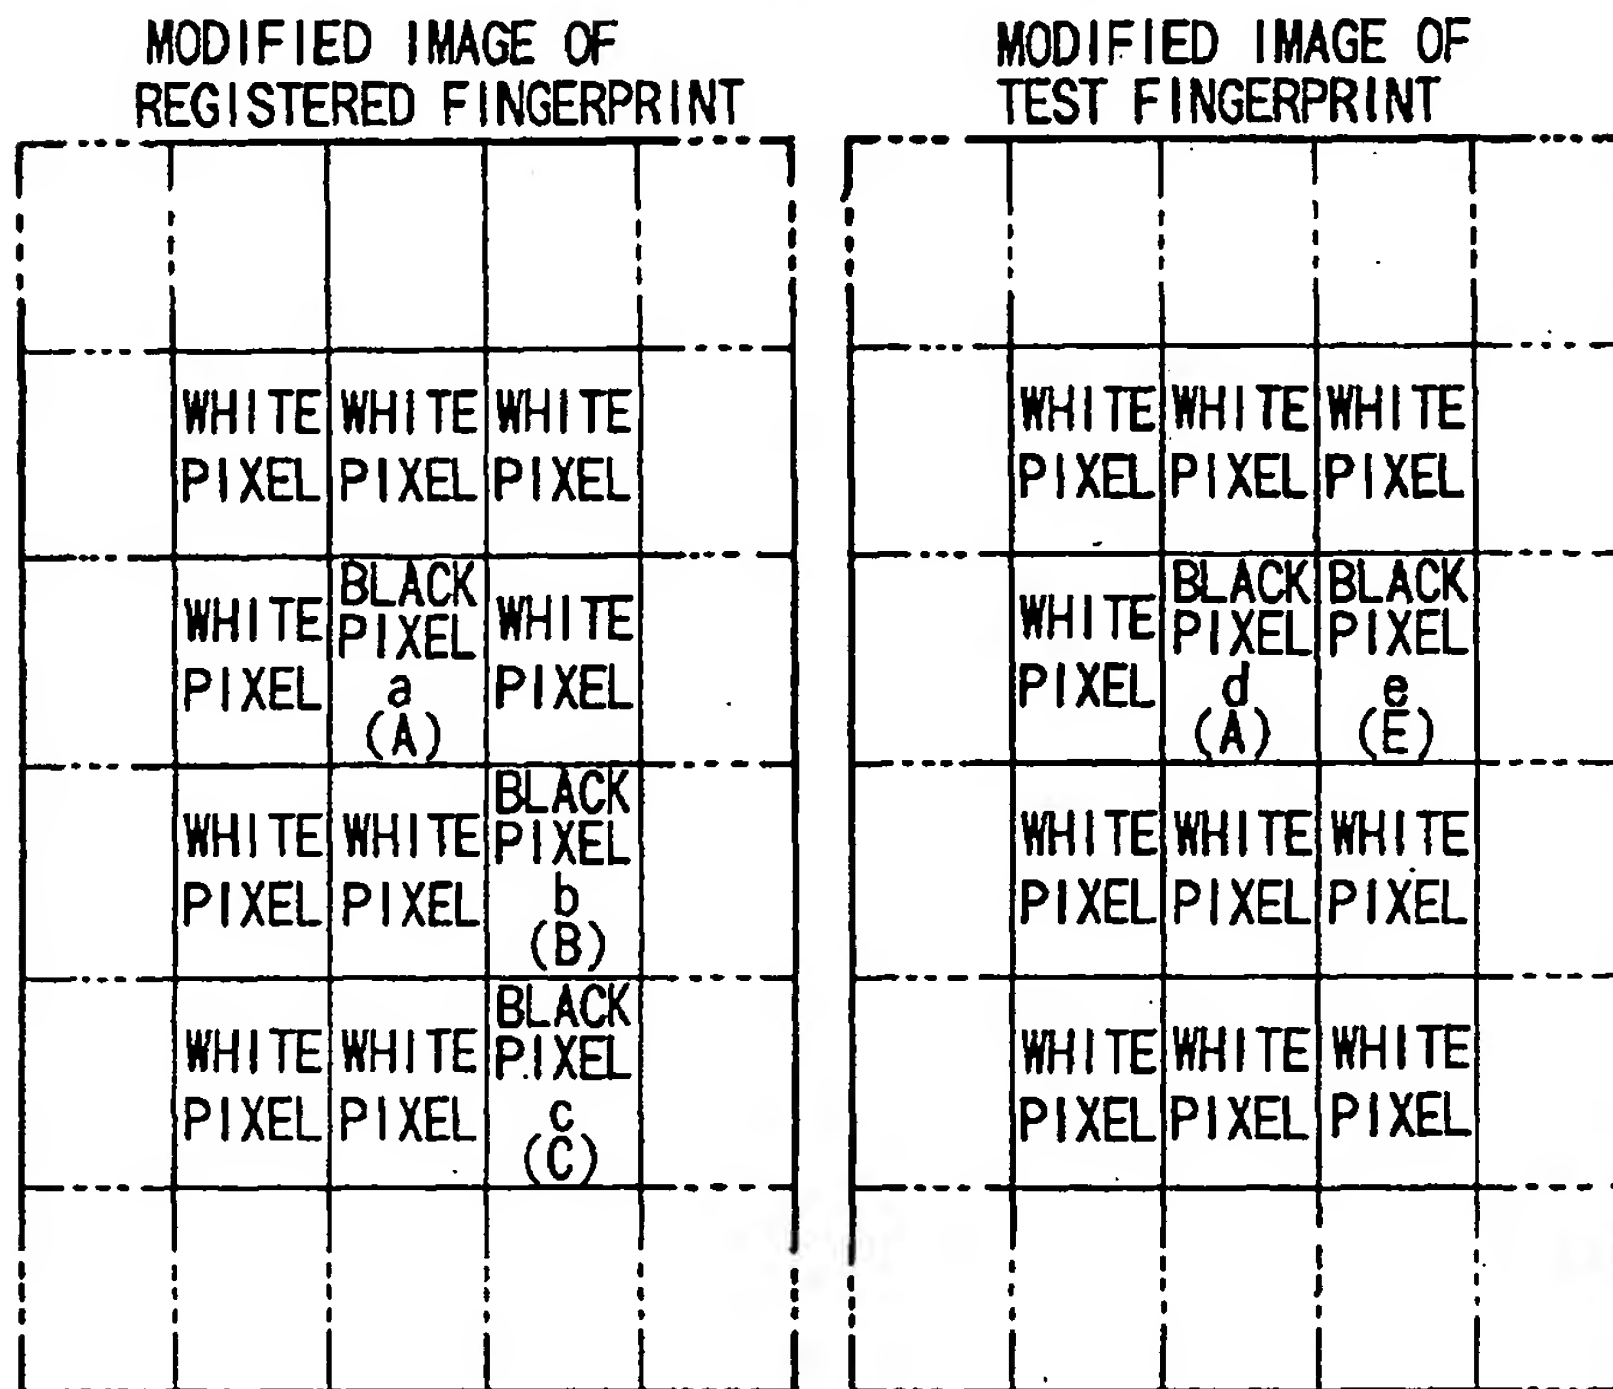 MODIFIED IMAGE OF
REGISTERED FINGERPRINT
WHITE WHITE WHITE
PIXEL PIXEL PIXEL
WHITE PIXEL
BLACK PIXEL a (A)
WHITE PIXEL
WHITE PIXEL
WHITE PIXEL
BLACK PIXEL b (B)
WHITE PIXEL
WHITE PIXEL
BLACK PIXEL c (C)
MODIFIED IMAGE OF
TEST FINGERPRINT
WHITE WHITE WHITE
PIXEL PIXEL PIXEL
WHITE PIXEL
BLACK PIXEL d (A)
BLACK PIXEL e (E)
WHITE WHITE WHITE
PIXEL PIXEL PIXEL
WHITE WHITE WHITE
PIXEL PIXEL PIXEL